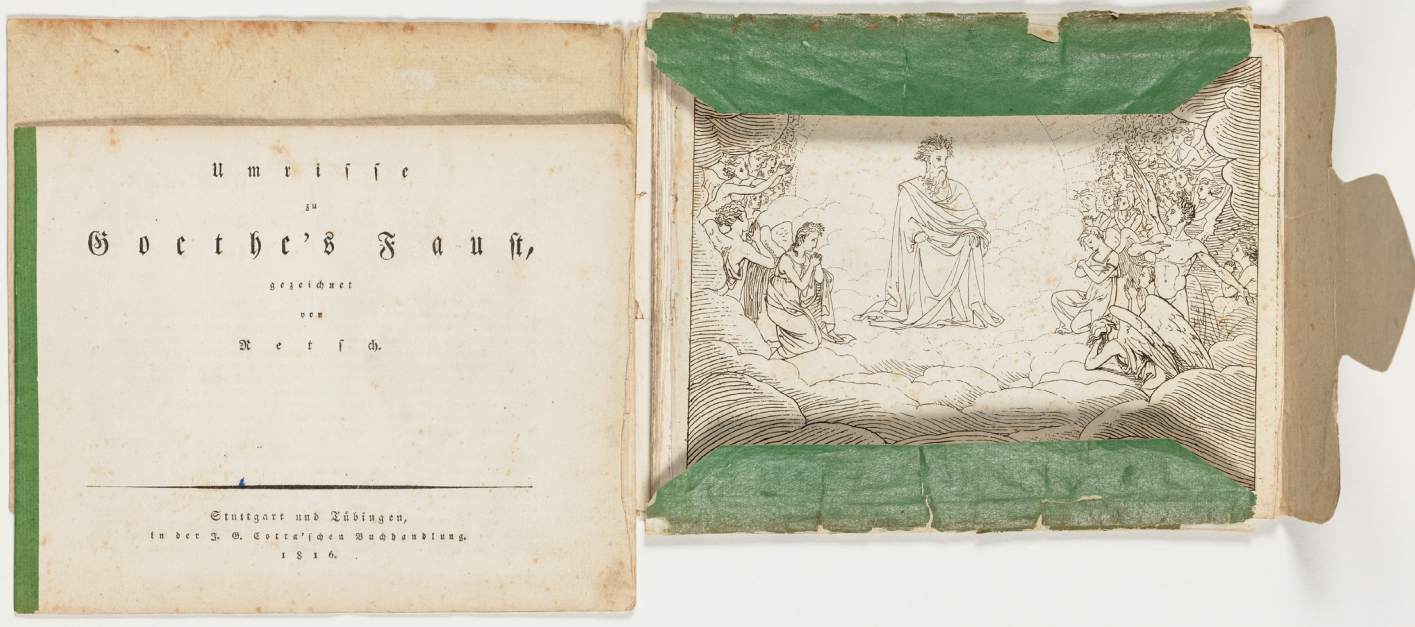 Umriſſe
zu
Goethe's Fauſt,
gezeichnet
von
Retſch.
Stuttgart und Tübingen,
in der J. G. Cotta'ſchen Buchhandlung.
1816.